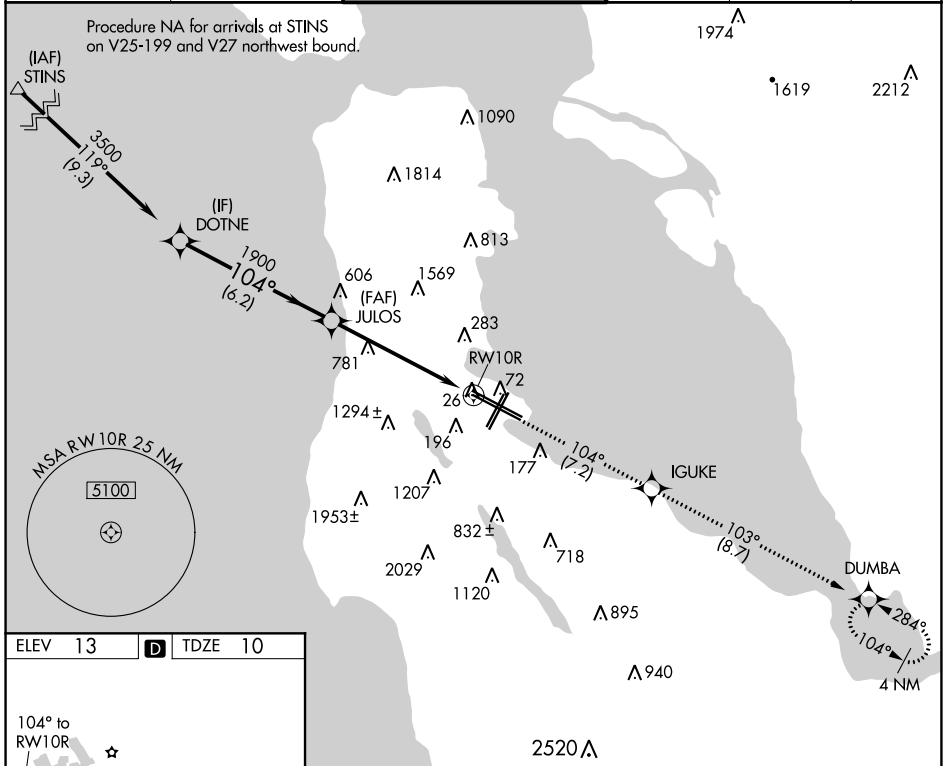 Procedure NA for arrivals at STINS
on V25-199 and V27 northwest bound.
(IAF)
STINS
3500
119°
(9.3)
(IF)
DOTNE
1900
104°
(6.2)
(FAF)
JULOS
1974
1619
2212
1090
1814
813
606
1569
283
781
RW10R
26
72
1294±
196
177
104°
(7.2)
IGUKE
MSA RW 10R 25 NM
5100
1207
1953±
832±
718
2029
1120
103°
(8.7)
DUMBA
284°
104°
4 NM
895
940
2520
ELEV 13 D TDZE 10
104° to
RW10R